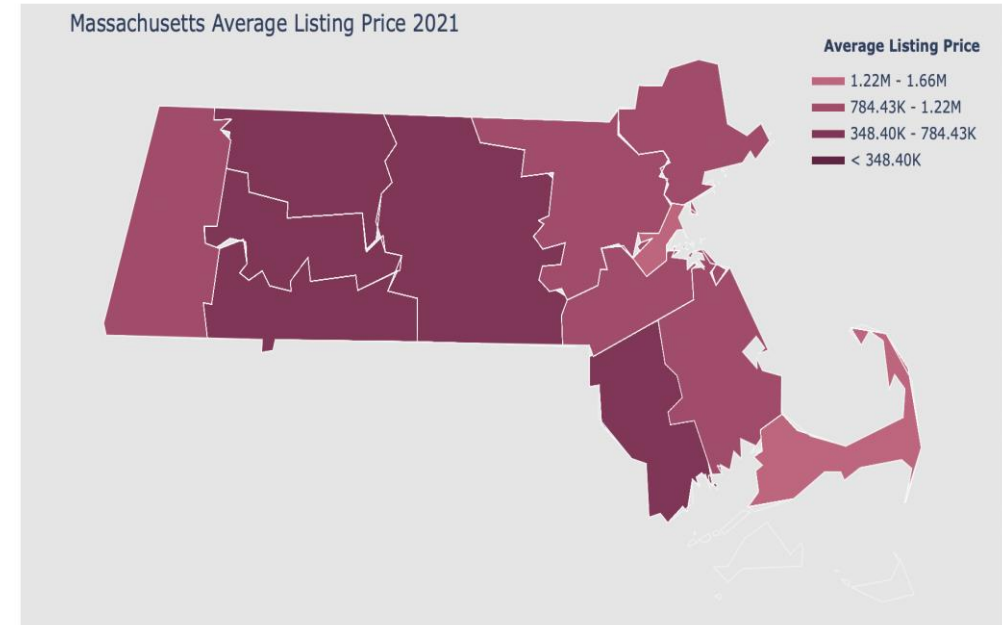 Massachusetts Average Listing Price 2021
Average Listing Price
1.22M - 1.66M
784.43K - 1.22M
348.40K - 784.43K
< 348.40K